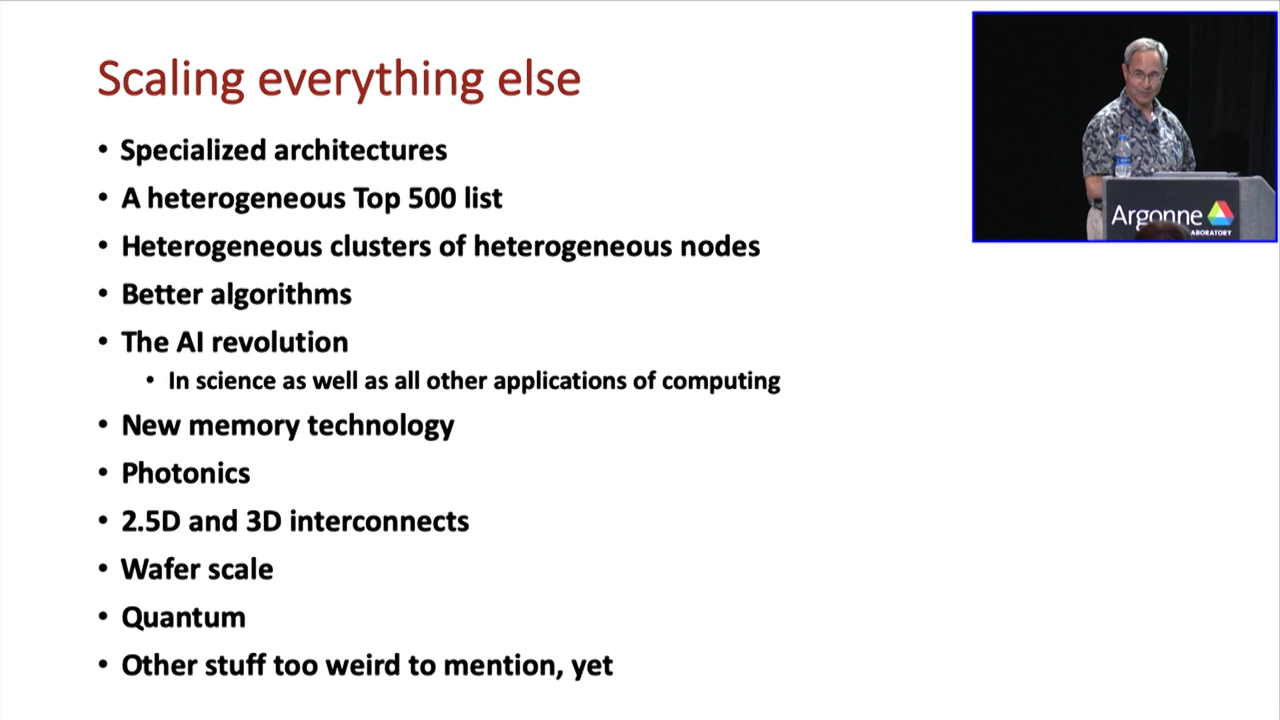 Scaling everything else
• Specialized architectures
• A heterogeneous Top 500 list
• Heterogeneous clusters of heterogeneous nodes
• Better algorithms
• The AI revolution
• In science as well as all other applications of computing
• New memory technology
• Photonics
• 2.5D and 3D interconnects
• Wafer scale
• Quantum
• Other stuff too weird to mention, yet
Argonne
ABORATORY